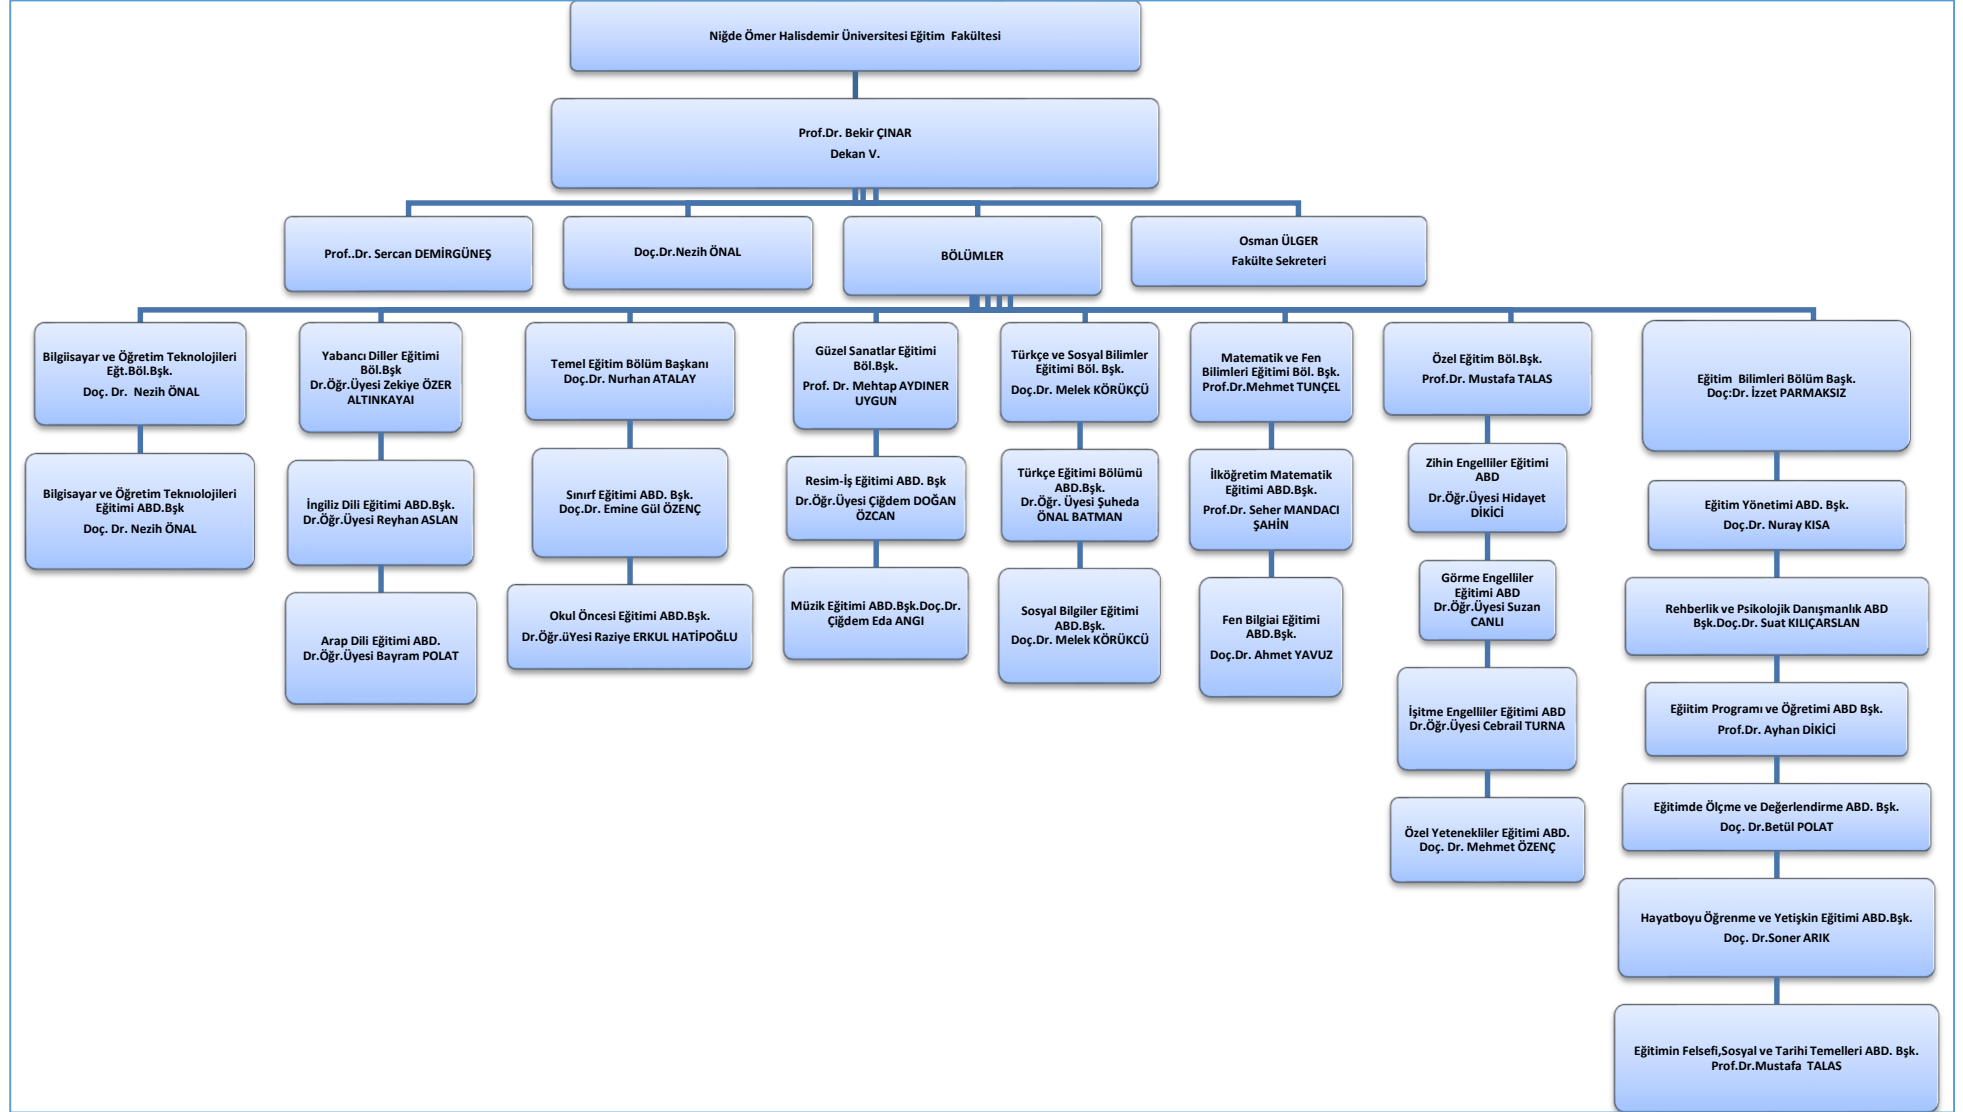 Niğde Ömer Halisdemir Üniversitesi Eğitim Fakültesi
Prof.Dr. Bekir ÇINAR
Dekan V.
Prof..Dr. Sercan DEMİRGÜNEŞ
Doç.Dr.Nezih ÖNAL
BÖLÜMLER
Osman ÜLGER
Fakülte Sekreteri
Bilgiisayar ve Öğretim Teknolojileri
Eğt.Böl.Bşk.
Doç. Dr. Nezih ÖNAL
Bilgisayar ve Öğretim Teknıolojileri
Eğitimi ABD.Bşk
Doç. Dr. Nezih ÖNAL
Yabancı Diller Eğitimi
Böl.Bşk
Dr.Öğr.Üyesi Zekiye ÖZER
ALTINKAYAI
İngiliz Dili Eğitimi ABD.Bşk.
Dr.Öğr.Üyesi Reyhan ASLAN
Arap Dili Eğitimi ABD.
Dr.Öğr.Üyesi Bayram POLAT
Temel Eğitim Bölüm Başkanı
Doç.Dr. Nurhan ATALAY
Sınırf Eğitimi ABD. Bşk.
Doç.Dr. Emine Gül ÖZENÇ
Okul Öncesi Eğitimi ABD.Bşk.
Dr.Öğr.üYesi Raziye ERKUL HATİPOĞLU
Güzel Sanatlar Eğitimi
Böl.Bşk.
Prof. Dr. Mehtap AYDINER
UYGUN
Resim-İş Eğitimi ABD. Bşk
Dr.Öğr.Üyesi Çiğdem DOĞAN
ÖZCAN
Müzik Eğitimi ABD.Bşk.Doç.Dr.
Çiğdem Eda ANGI
Türkçe ve Sosyal Bilimler
Eğitimi Böl. Bşk.
Doç.Dr. Melek KÖRÜKÇÜ
Türkçe Eğitimi Bölümü
ABD.Bşk.
Dr.Öğr. Üyesi Şuheda
ÖNAL BATMAN
Sosyal Bilgiler Eğitimi
ABD.Bşk.
Doç.Dr. Melek KÖRÜKCÜ
Matematik ve Fen
Bilimleri Eğitimi Böl. Bşk.
Prof.Dr.Mehmet TUNÇEL
İlköğretim Matematik
Eğitimi ABD.Bşk.
Prof.Dr. Seher MANDACI
ŞAHİN
Fen Bilgiai Eğitimi
ABD.Bşk.
Doç.Dr. Ahmet YAVUZ
Özel Eğitim Böl.Bşk.
Prof.Dr. Mustafa TALAS
Zihin Engelliler Eğitimi
ABD
Dr.Öğr.Üyesi Hidayet
DİKİCİ
Görme Engelliler
Eğitimi ABD
Dr.Öğr.Üyesi Suzan
CANLI
İşitme Engelliler Eğitimi ABD
Dr.Öğr.Üyesi Cebrail TURNA
Özel Yetenekliler Eğitimi ABD.
Doç. Dr. Mehmet ÖZENÇ
Eğitim Bilimleri Bölüm Başk.
Doç:Dr. İzzet PARMAKSIZ
Eğitim Yönetimi ABD. Bşk.
Doç.Dr. Nuray KISA
Rehberlik ve Psikolojik Danışmanlık ABD
Bşk.Doç.Dr. Suat KILIÇARSLAN
Eğiitim Programı ve Öğretimi ABD Bşk.
Prof.Dr. Ayhan DİKİCİ
Eğitimde Ölçme ve Değerlendirme ABD. Bşk.
Doç. Dr.Betül POLAT
Hayatboyu Öğrenme ve Yetişkin Eğitimi ABD.Bşk.
Doç. Dr.Soner ARIK
Eğitimin Felsefi,Sosyal ve Tarihi Temelleri ABD. Bşk.
Prof.Dr.Mustafa TALAS